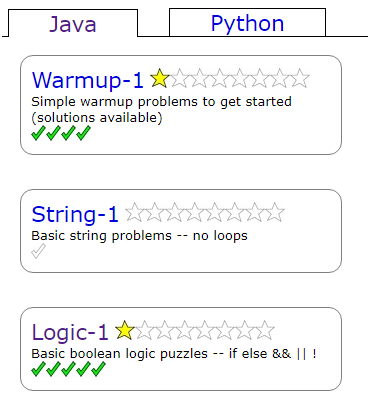 Java Python
Warmup-1
Simple warmup problems to get started
(solutions available)
String-1
Basic string problems -- no loops
Logic-1
Basic boolean logic puzzles -- if else && || !